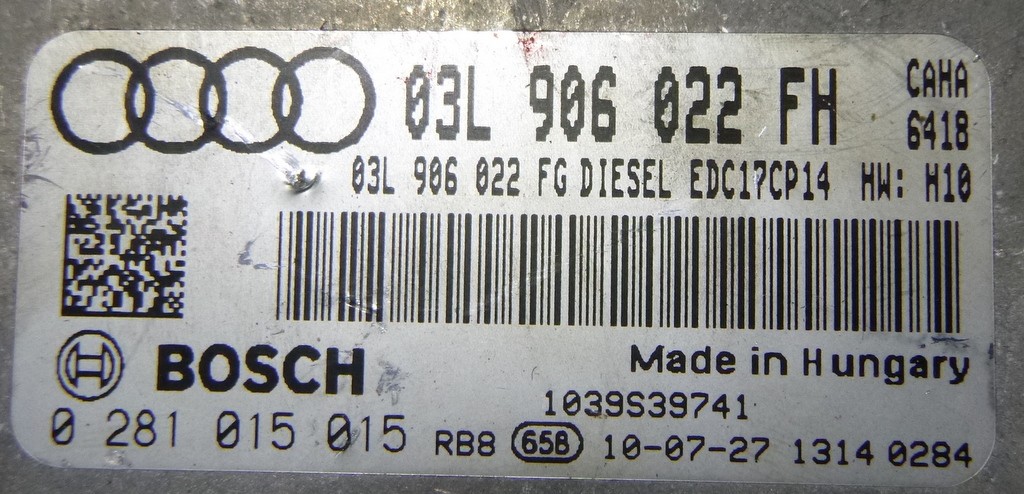 03L 906 022 FH CAHA
6418
03L 906 022 FG DIESEL EDC17CP14 HW: H10
BOSCH Made in Hungary
1039S39741
0 281 015 015 RB8 65B 10-07-27 1314 0284